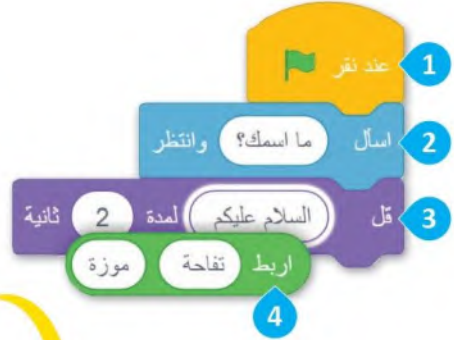 عند نقر 1
اسأل ما اسمك؟ وانتظر 2
قل السلام عليكم لمدة 2 ثانية 3
اربط تفاحة موزة
4